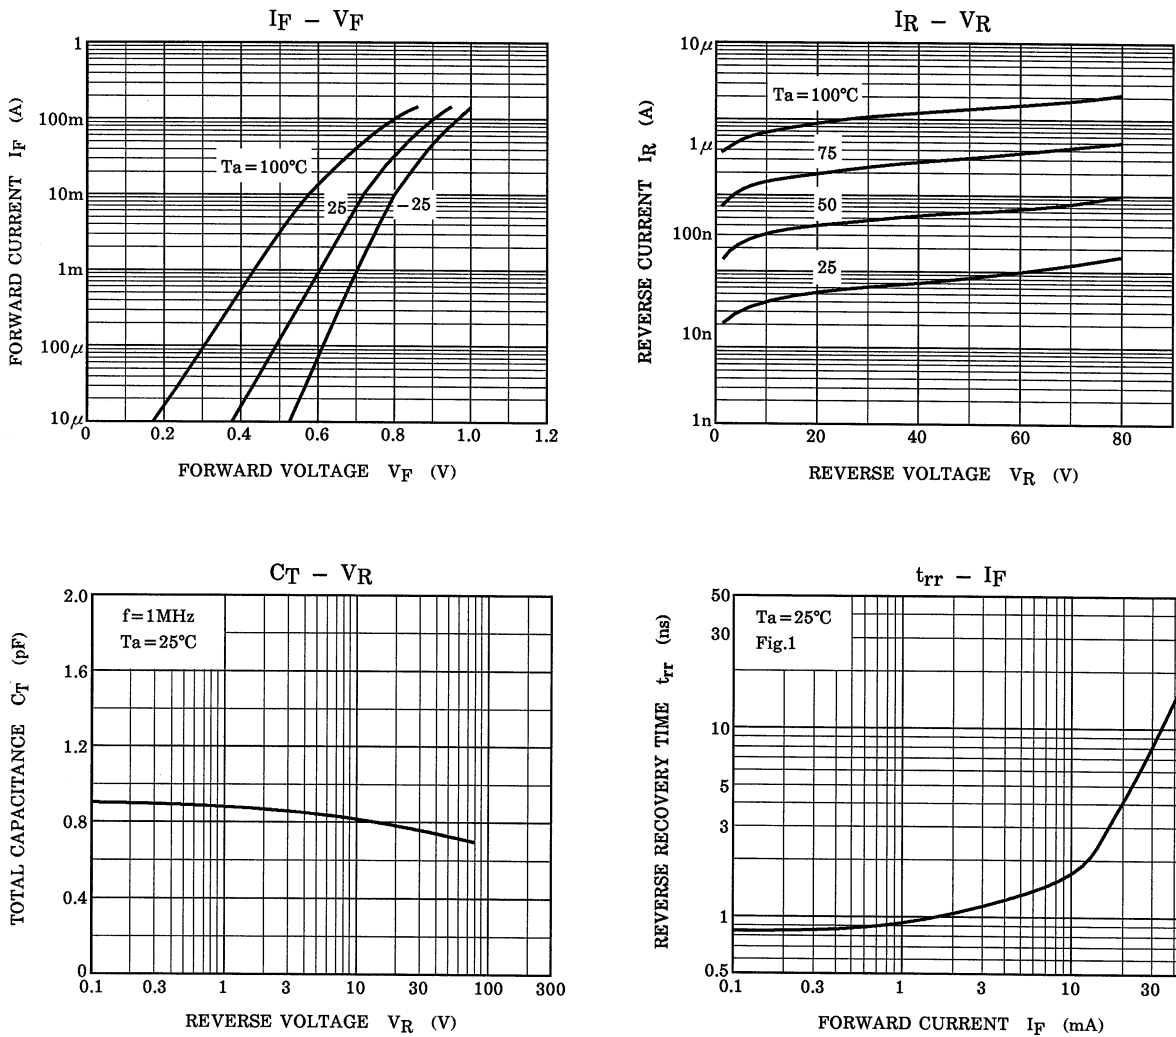 IF – VF
FORWARD CURRENT IF (A)
1
100m
10m
1m
100μ
10μ
Ta=100°C
25
−25
0 0.2 0.4 0.6 0.8 1.0 1.2
FORWARD VOLTAGE VF (V)
IR – VR
REVERSE CURRENT IR (A)
10μ
1μ
100n
10n
1n
Ta=100°C
75
50
25
0 20 40 60 80
REVERSE VOLTAGE VR (V)
CT – VR
TOTAL CAPACITANCE CT (pF)
2.0
1.6
1.2
0.8
0.4
0
f=1MHz
Ta=25°C
0.1 0.3 1 3 10 30 100 300
REVERSE VOLTAGE VR (V)
trr – IF
REVERSE RECOVERY TIME trr (ns)
50
30
10
5
3
1
0.5
Ta=25°C
Fig.1
0.1 0.3 1 3 10 30
FORWARD CURRENT IF (mA)